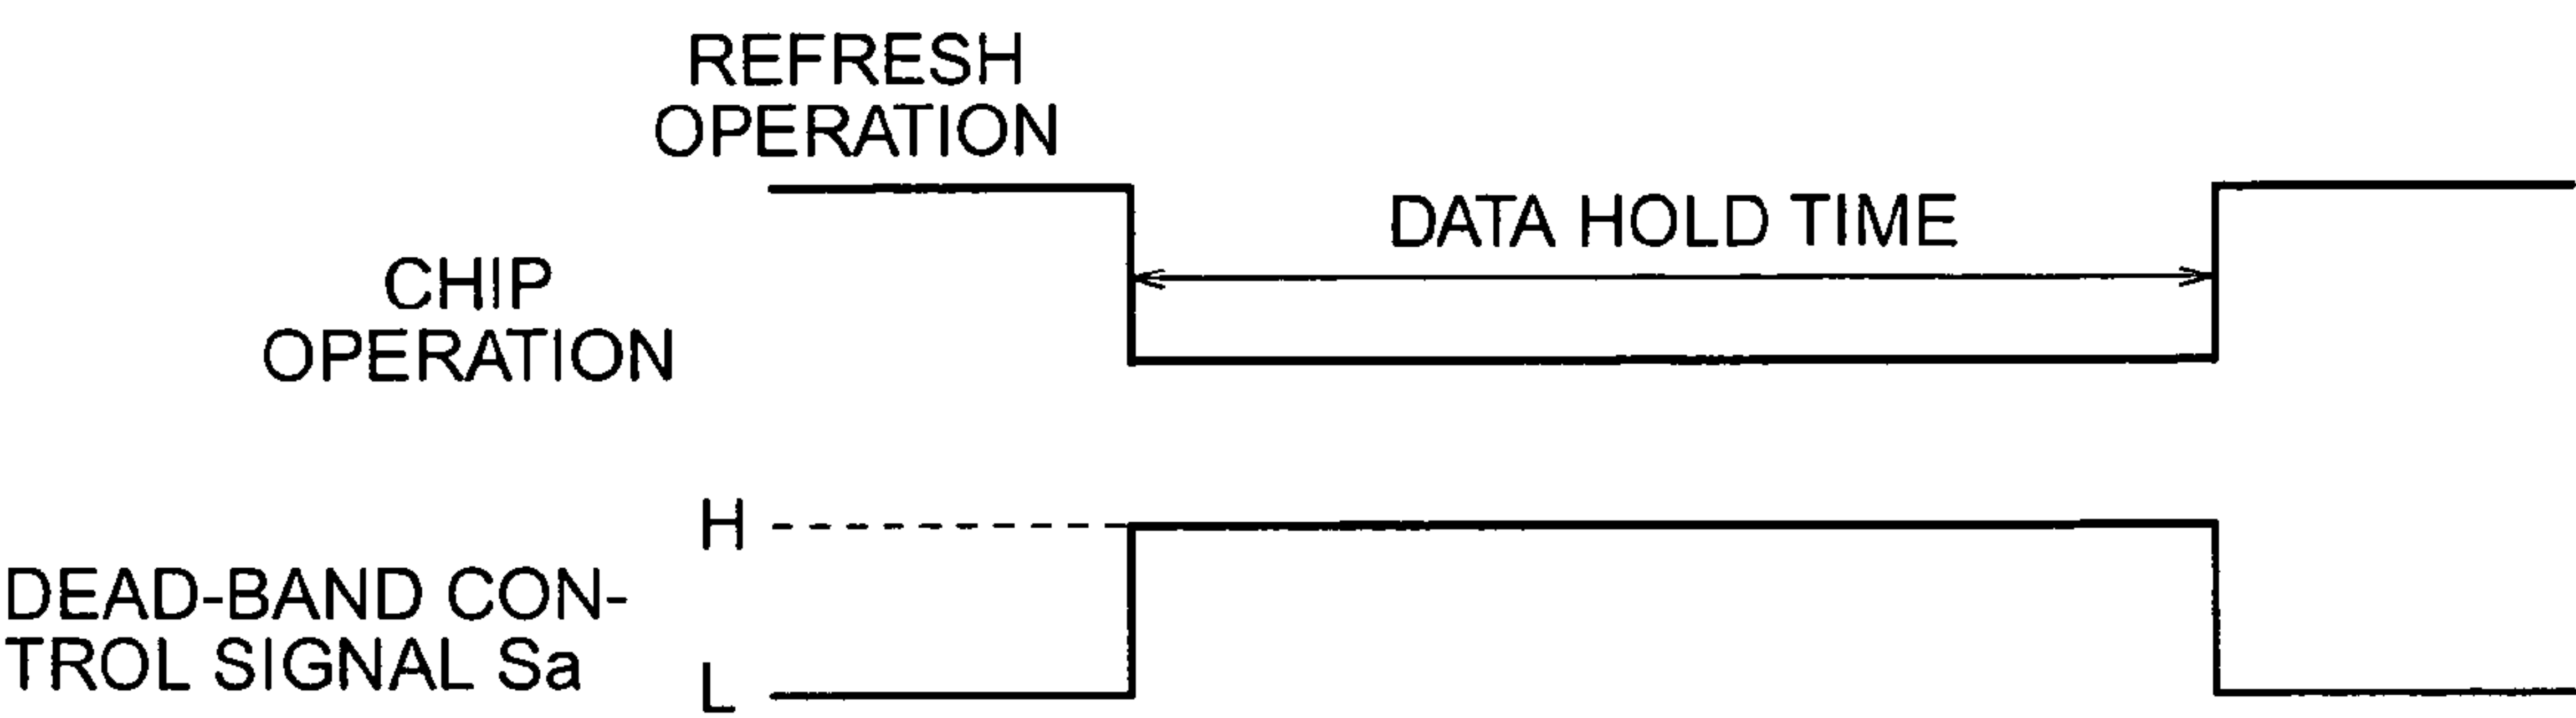 REFRESH
OPERATION
DATA HOLD TIME
CHIP
OPERATION
H
DEAD-BAND CON-
TROL SIGNAL Sa
L